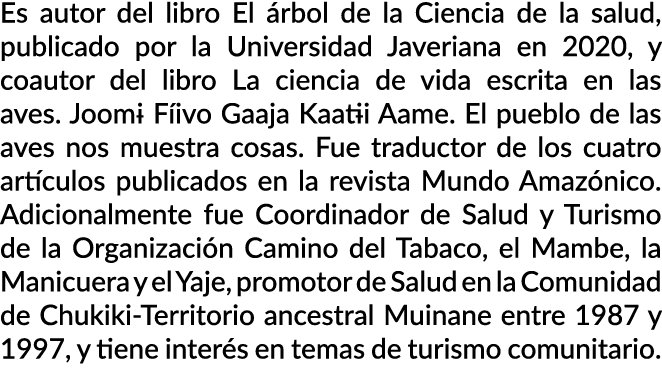 Es autor del libro El árbol de la Ciencia de la salud,
publicado por la Universidad Javeriana en 2020, y
coautor del libro La ciencia de vida escrita en las
aves. Joomɨ Fíivo Gaaja Kaatɨi Aame. El pueblo de las
aves nos muestra cosas. Fue traductor de los cuatro
artículos publicados en la revista Mundo Amazónico.
Adicionalmente fue Coordinador de Salud y Turismo
de la Organización Camino del Tabaco, el Mambe, la
Manicuera y el Yaje, promotor de Salud en la Comunidad
de Chukiki-Territorio ancestral Muinane entre 1987 y
1997, y tiene interés en temas de turismo comunitario.